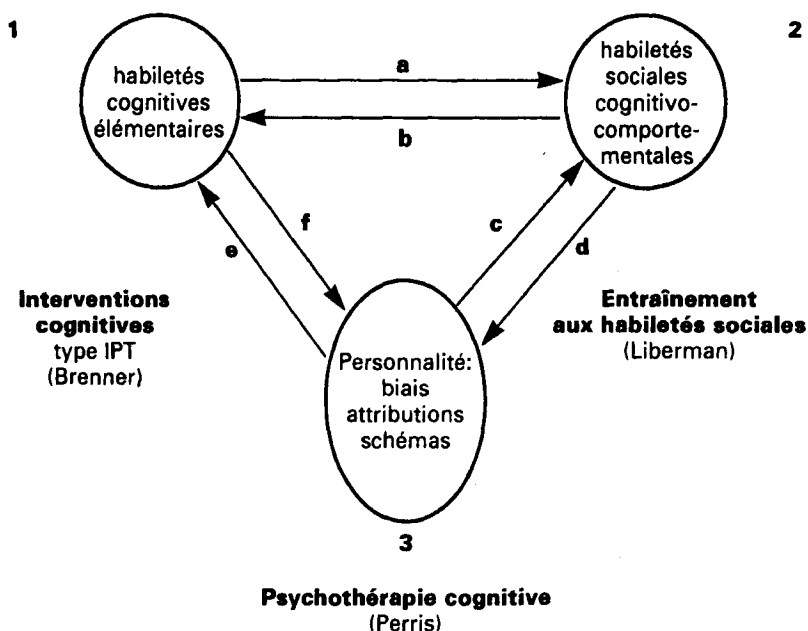 1
2
habiletés
cognitives
élémentaires
a
b
habiletés
sociales
cognitivo-
comporte-
mentales
f
e
c
d
Interventions
cognitives
type IPT
(Brenner)
Entraînement
aux habiletés sociales
(Liberman)
Personnalité:
biais
attributions
schémas
3
Psychothérapie cognitive
(Perris)